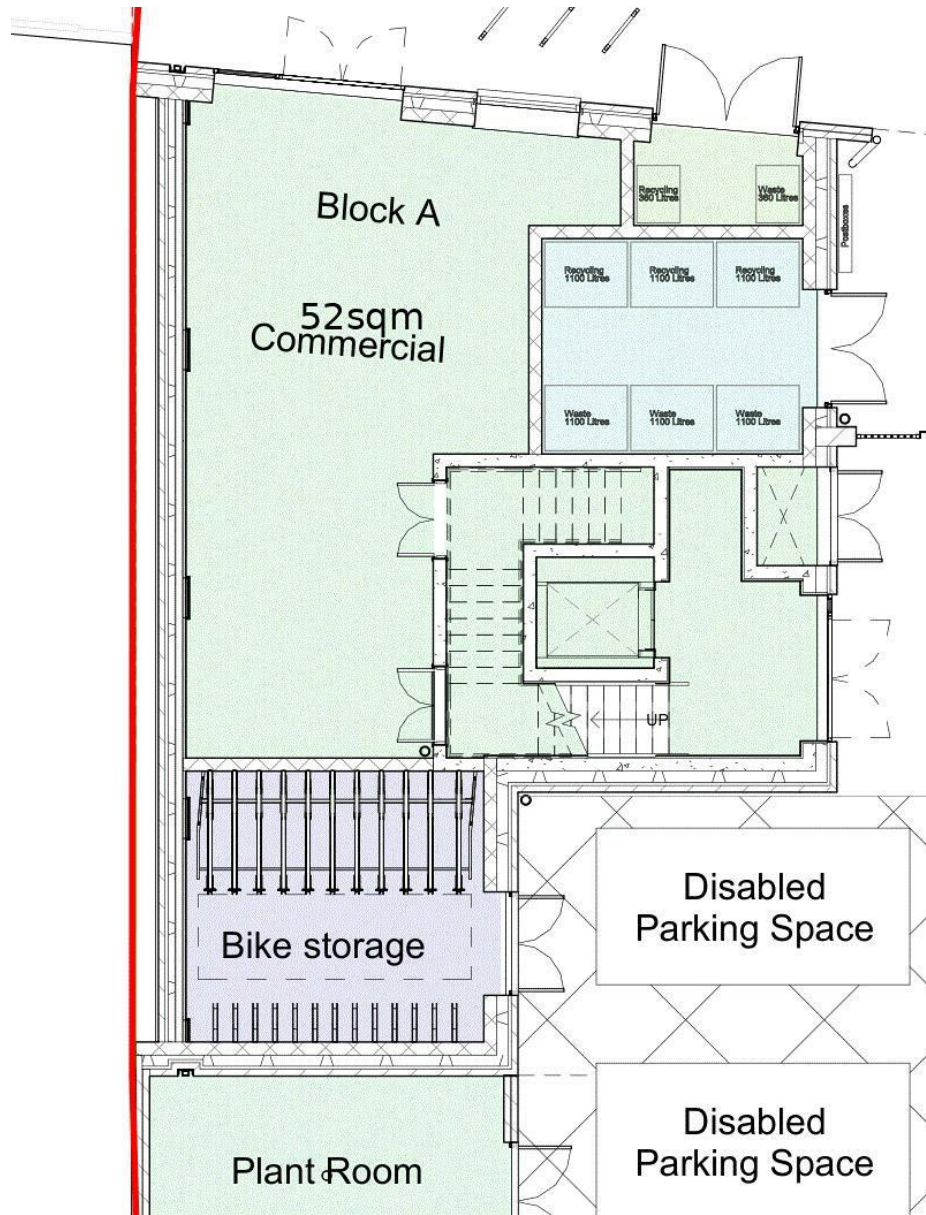 Block A
52sqm
Commercial
Recycling
360 Litres
Waste
360 Litres
Postboxes
Recycling
1100 Litres
Recycling
1100 Litres
Recycling
1100 Litres
Waste
1100 Litres
Waste
1100 Litres
Waste
1100 Litres
UP
Bike storage
Disabled
Parking Space
Plant Room
Disabled
Parking Space